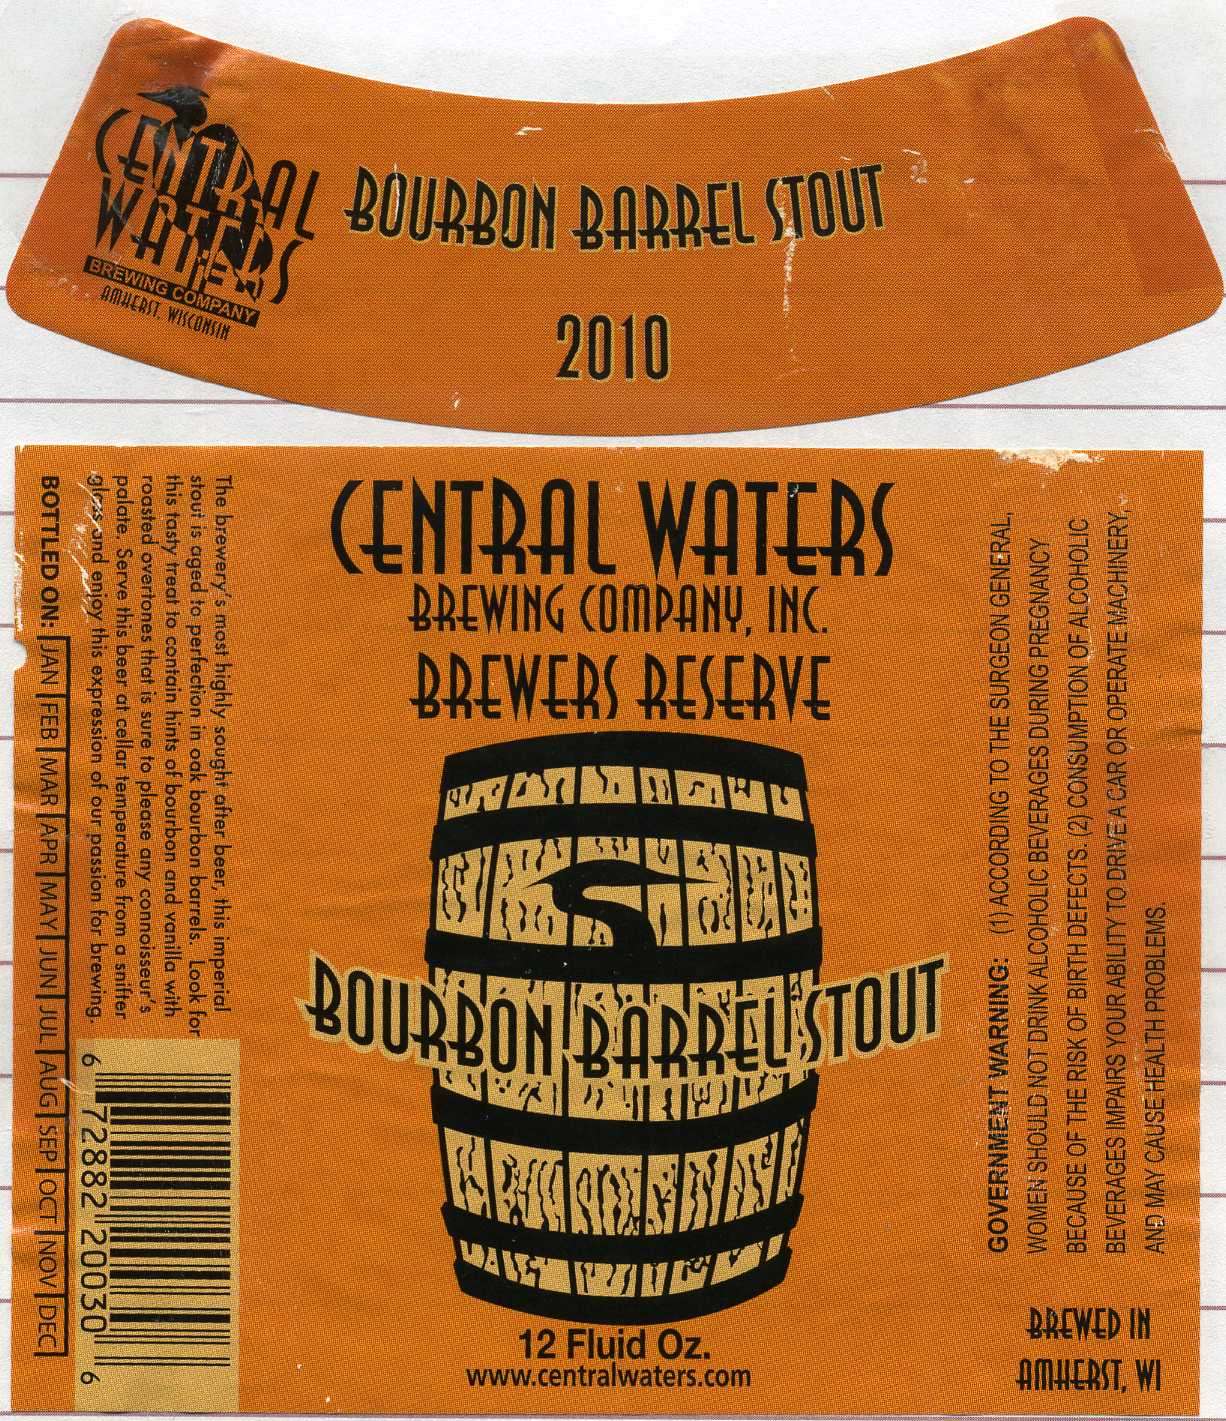 CENTRAL
WATERS
BREWING COMPANY
AMHERST, WISCONSIN
BOURBON BARREL STOUT
2010
CENTRAL WATERS
BREWING COMPANY, INC.
BREWERS RESERVE
BOURBON BARREL STOUT
12 Fluid Oz.
www.centralwaters.com
The brewery's most highly sought after beer, this imperial
stout is aged to perfection in oak bourbon barrels. Look for
this tasty treat to contain hints of bourbon and vanilla with
roasted overtones that is sure to please any connoisseur's
palate. Serve this beer at cellar temperature from a snifter
glass and enjoy this expression of our passion for brewing.
BOTTLED ON: JAN FEB MAR APR MAY JUN JUL AUG SEP OCT NOV DEC
6 72882 20030 6
GOVERNMENT WARNING: (1) ACCORDING TO THE SURGEON GENERAL,
WOMEN SHOULD NOT DRINK ALCOHOLIC BEVERAGES DURING PREGNANCY
BECAUSE OF THE RISK OF BIRTH DEFECTS. (2) CONSUMPTION OF ALCOHOLIC
BEVERAGES IMPAIRS YOUR ABILITY TO DRIVE A CAR OR OPERATE MACHINERY,
AND MAY CAUSE HEALTH PROBLEMS.
BREWED IN
AMHERST, WI